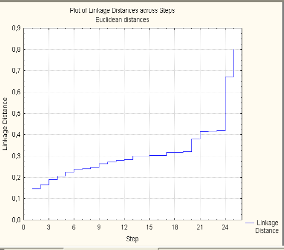 Plot of Linkage Distances across Steps
Euclidean distances
0,9
0,8
0,7
0,6
0,5
0,4
0,3
0,2
0,1
0,0
Linkage Distance
0 3 6 9 12 15 18 21 24
Step
Linkage
Distance